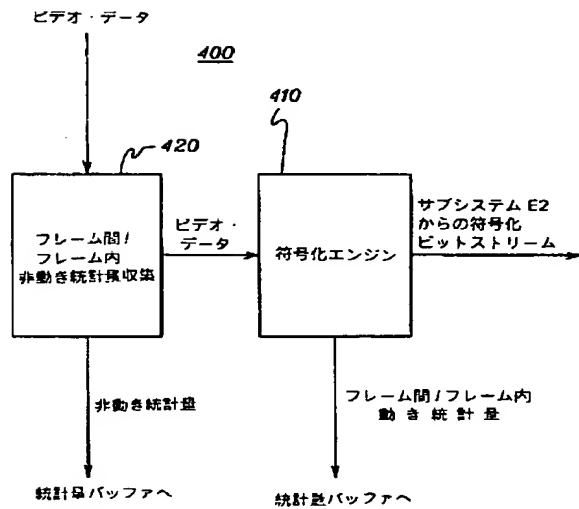 ビデオ・データ
400
410
420
フレーム間/
フレーム内
非動き統計量収集
ビデオ・
データ
符号化エンジン
サブシステム E2
からの符号化
ビットストリーム
非動き統計量
フレーム間/フレーム内
動き統計量
統計量バッファへ
統計量バッファへ